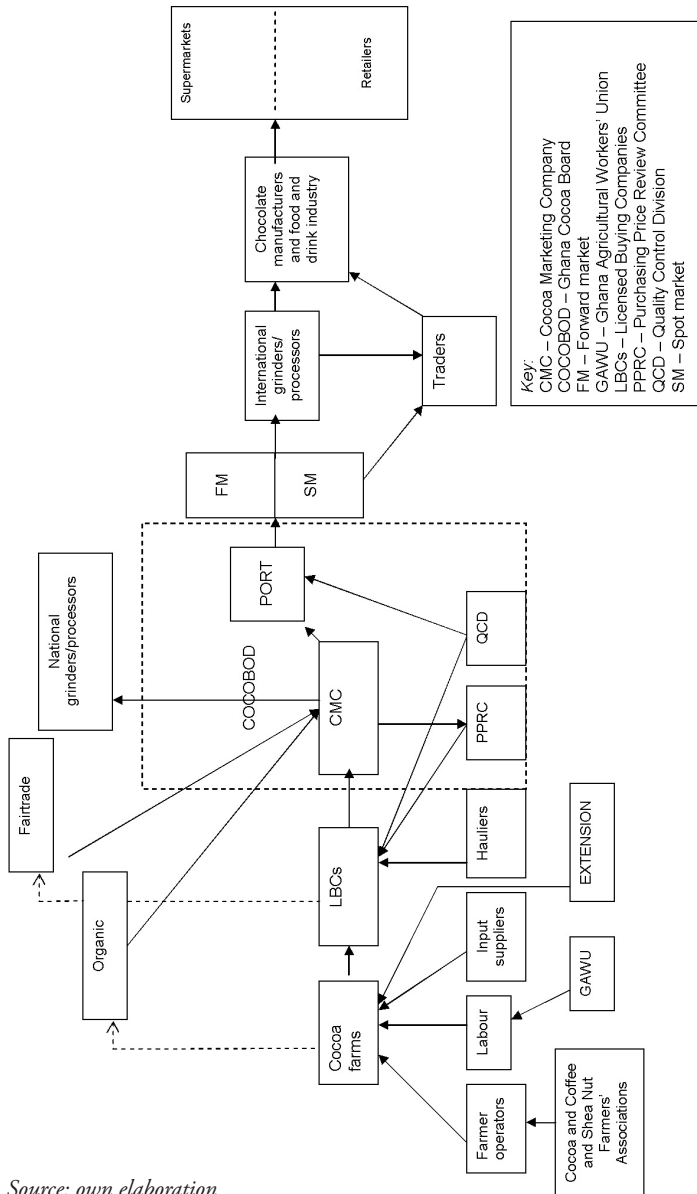 Supermarkets
Retailers
Chocolate
manufacturers
and food and
drink industry
International
grinders/
processors
Traders
FM
SM
National
grinders/processors
COCOBOD
PORT
CMC
QCD
PPRC
Fairtrade
Organic
LBCs
Hauliers
EXTENSION
Cocoa
farms
Input
suppliers
Labour
GAWU
Farmer
operators
Cocoa and Coffee
and Shea Nut
Farmers'
Associations
Key:
CMC – Cocoa Marketing Company
COCOBOD – Ghana Cocoa Board
FM – Forward market
GAWU – Ghana Agricultural Workers' Union
LBCs – Licensed Buying Companies
PPRC – Purchasing Price Review Committee
QCD – Quality Control Division
SM – Spot market
Source: own elaboration